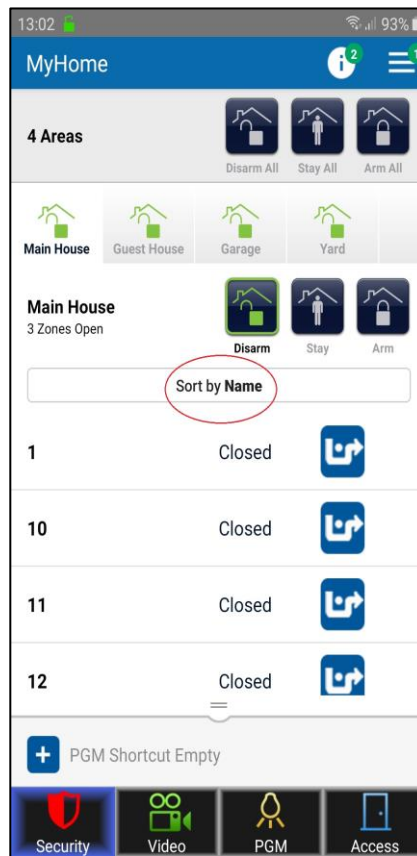 13:02 93%
MyHome i 2 1
4 Areas
Disarm All Stay All Arm All
Main House Guest House Garage Yard
Main House
3 Zones Open
Disarm Stay Arm
Sort by Name
1 Closed
10 Closed
11 Closed
12 Closed
+ PGM Shortcut Empty
Security Video PGM Access